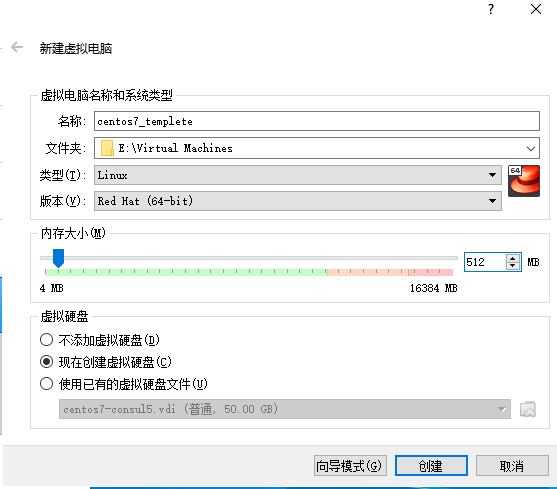 ?
新建虚拟电脑
虚拟电脑名称和系统类型
名称: centos7_templete
文件夹: E:\Virtual Machines
类型(T): Linux
64
版本(V): Red Hat (64-bit)
内存大小(M)
512 MB
4 MB 16384 MB
虚拟硬盘
不添加虚拟硬盘(D)
现在创建虚拟硬盘(C)
使用已有的虚拟硬盘文件(U)
centos7-consul5.vdi (普通, 50.00 GB)
向导模式(G) 创建 取消